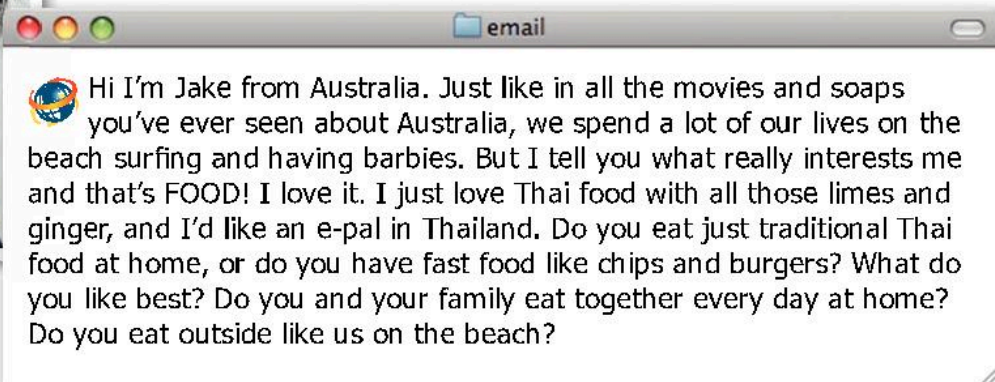 email
Hi I'm Jake from Australia. Just like in all the movies and soaps
you've ever seen about Australia, we spend a lot of our lives on the
beach surfing and having barbies. But I tell you what really interests me
and that's FOOD! I love it. I just love Thai food with all those limes and
ginger, and I'd like an e-pal in Thailand. Do you eat just traditional Thai
food at home, or do you have fast food like chips and burgers? What do
you like best? Do you and your family eat together every day at home?
Do you eat outside like us on the beach?